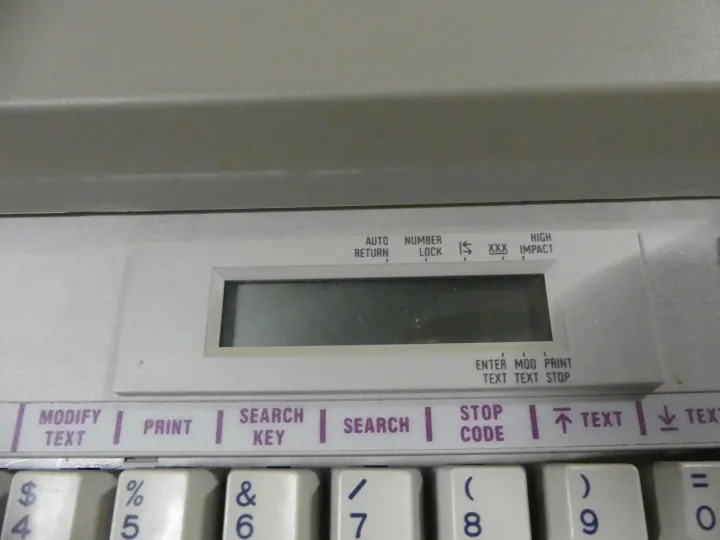 AUTO RETURN
NUMBER LOCK
XXX
HIGH IMPACT
ENTER TEXT
MOD TEXT
PRINT STOP
MODIFY TEXT
PRINT
SEARCH KEY
SEARCH
STOP CODE
TEXT
TEXT
$ % & / ( ) =
4 5 6 7 8 9 0